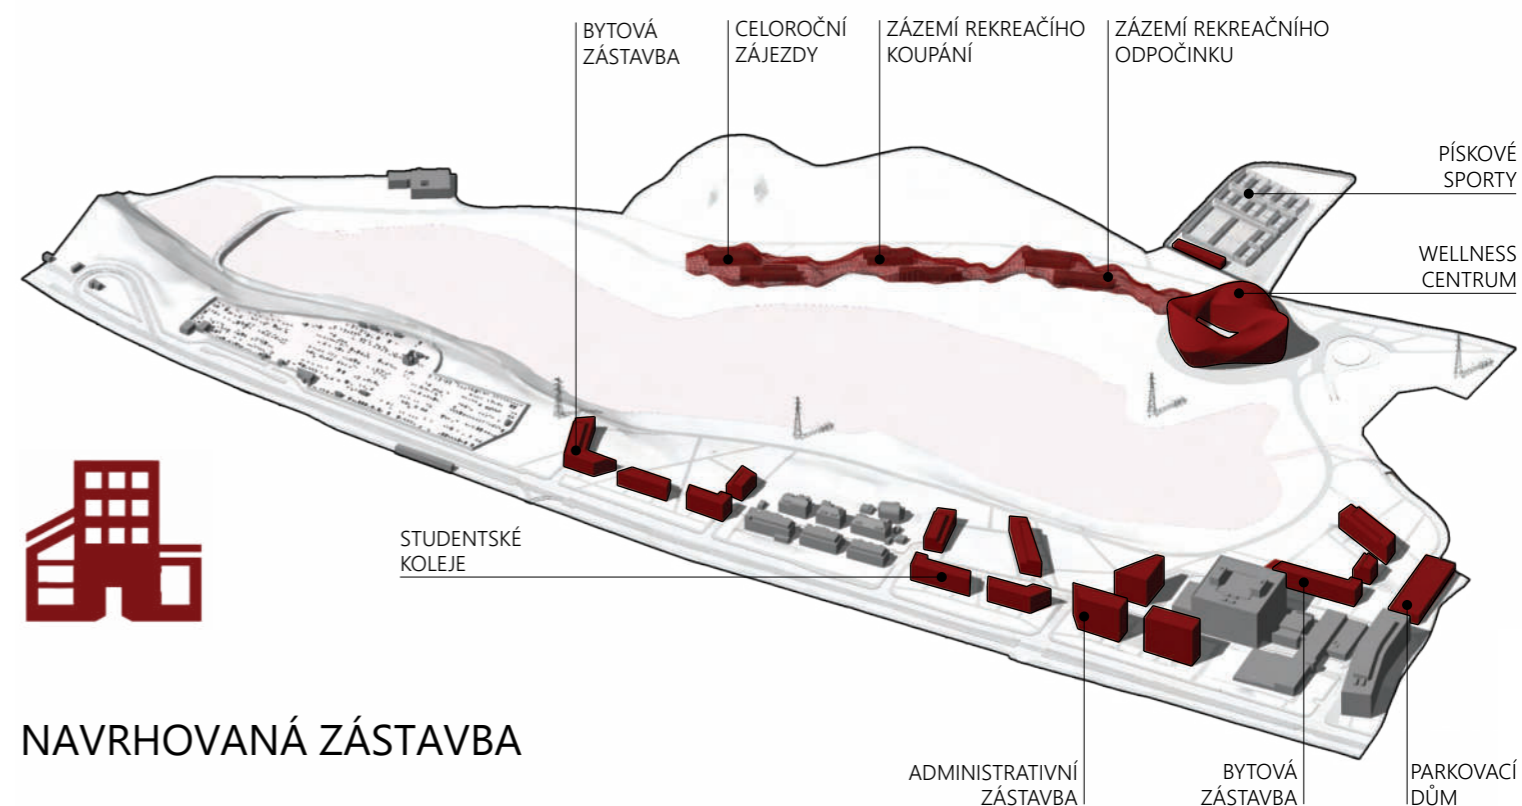 BYTOVÁ
ZÁSTAVBA
CELOROČNÍ
ZÁJEZDY
ZÁZEMÍ REKREAČÍHO
KOUPÁNÍ
ZÁZEMÍ REKREAČNÍHO
ODPOČINKU
PÍSKOVÉ
SPORTY
WELLNESS
CENTRUM
STUDENTSKÉ
KOLEJE
NAVRHOVANÁ ZÁSTAVBA
ADMINISTRATIVNÍ
ZÁSTAVBA
BYTOVÁ
ZÁSTAVBA
PARKOVACÍ
DŮM